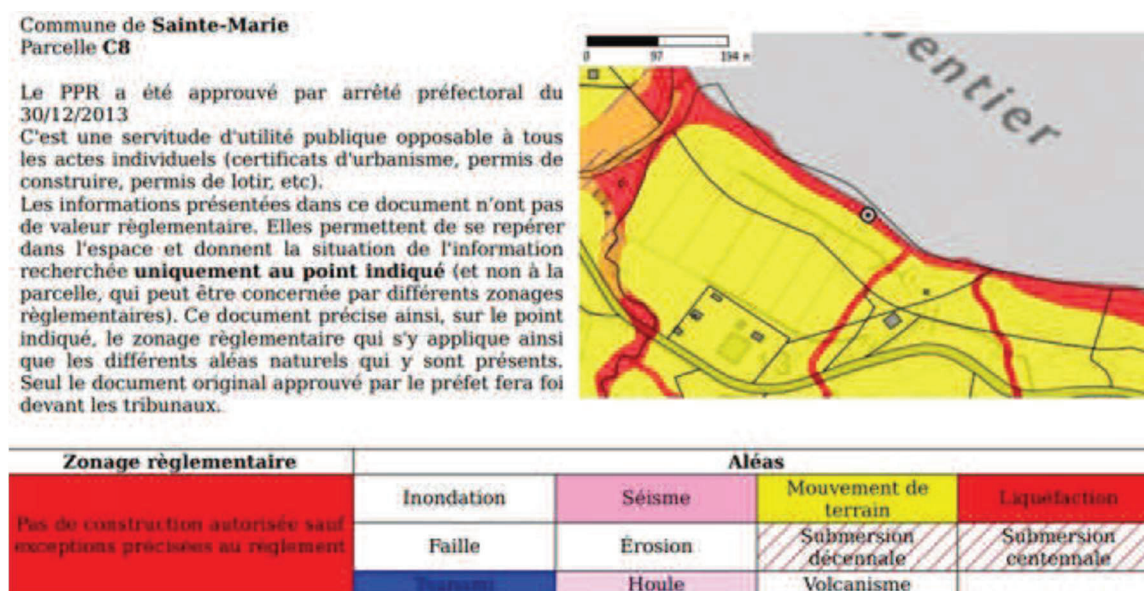 Commune de Sainte-Marie
Parcelle C8
Le PPR a été approuvé par arrêté préfectoral du
30/12/2013
C'est une servitude d'utilité publique opposable à tous
les actes individuels (certificats d'urbanisme, permis de
construire, permis de lotir, etc).
Les informations présentées dans ce document n'ont pas
de valeur règlementaire. Elles permettent de se repérer
dans l'espace et donnent la situation de l'information
recherchée uniquement au point indiqué (et non à la
parcelle, qui peut être concernée par différents zonages
règlementaires). Ce document précise ainsi, sur le point
indiqué, le zonage règlementaire qui s'y applique ainsi
que les différents aléas naturels qui y sont présents.
Seul le document original approuvé par le préfet fera foi
devant les tribunaux.
0 97 194 m
pentier
Zonage règlementaire Aléas
Pas de construction autorisée sauf
exceptions précisées au règlement
Inondation Séisme Mouvement de
terrain Liquéfaction
Faille Érosion Submersion
décennale Submersion
centennale
Tsunami Houle Volcanisme